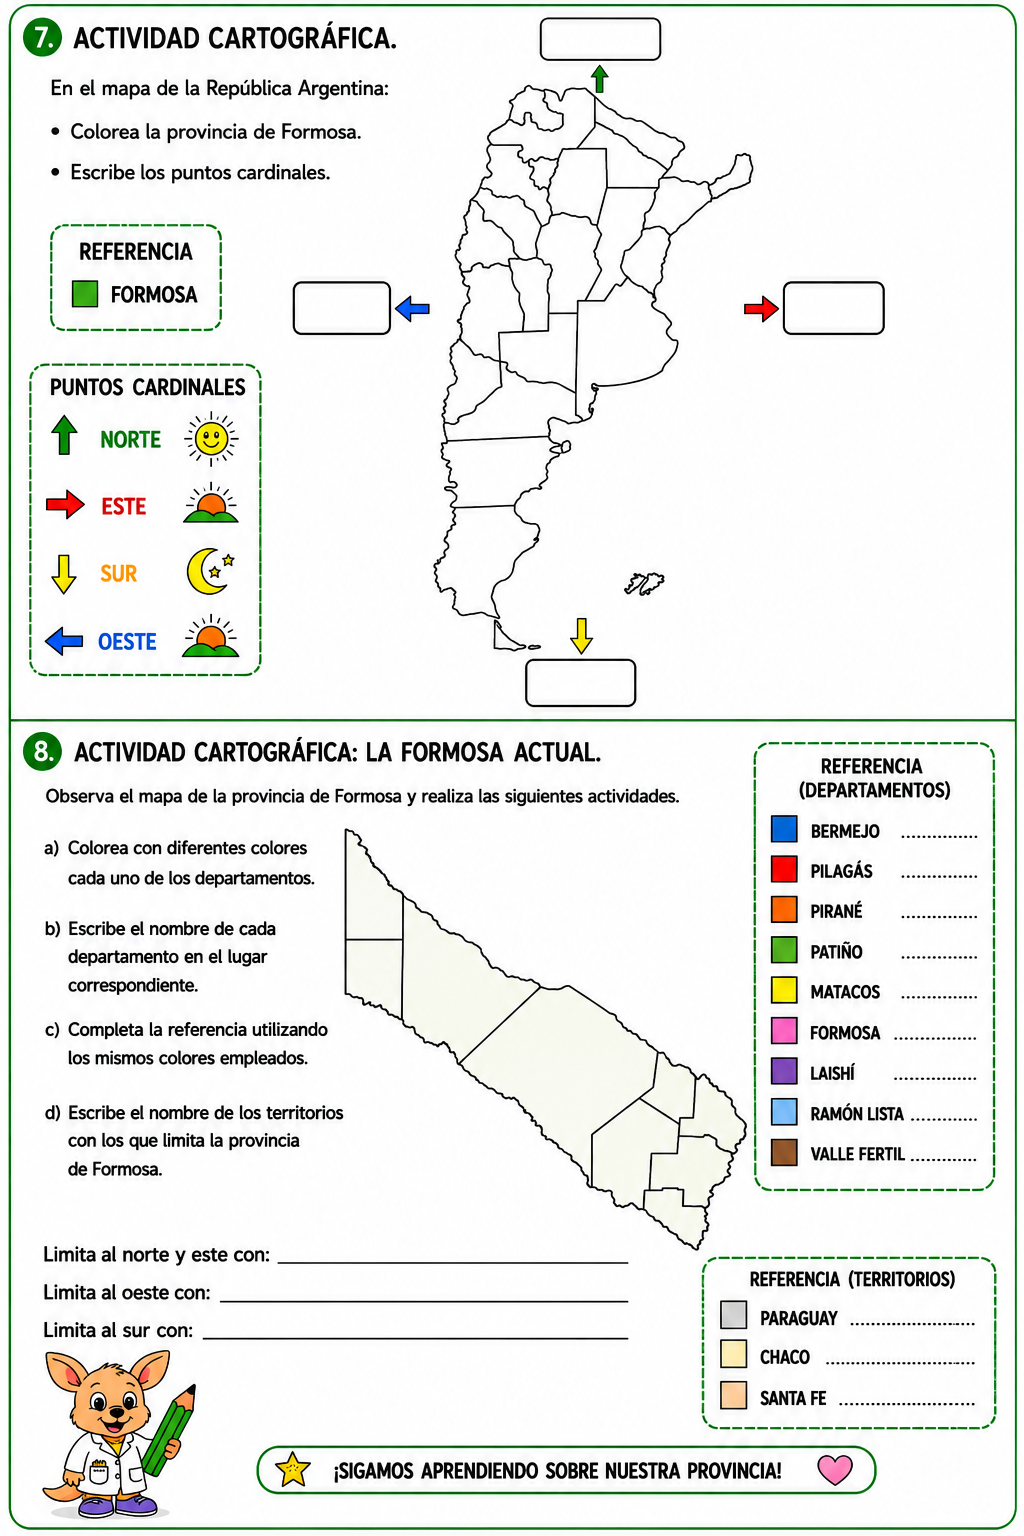 7. ACTIVIDAD CARTOGRÁFICA.
En el mapa de la República Argentina:
• Colorea la provincia de Formosa.
• Escribe los puntos cardinales.
REFERENCIA
FORMOSA
PUNTOS CARDINALES
NORTE
ESTE
SUR
OESTE
8. ACTIVIDAD CARTOGRÁFICA: LA FORMOSA ACTUAL.
Observa el mapa de la provincia de Formosa y realiza las siguientes actividades.
a) Colorea con diferentes colores
cada uno de los departamentos.
b) Escribe el nombre de cada
departamento en el lugar
correspondiente.
c) Completa la referencia utilizando
los mismos colores empleados.
d) Escribe el nombre de los territorios
con los que limita la provincia
de Formosa.
REFERENCIA
(DEPARTAMENTOS)
BERMEJO ..............
PILAGÁS ..............
PIRANÉ ..............
PATIÑO ..............
MATACOS ..............
FORMOSA ...............
LAISHÍ ...............
RAMÓN LISTA ............
VALLE FERTIL ............
Limita al norte y este con: ____________________
Limita al oeste con: ____________________
Limita al sur con: ____________________
REFERENCIA (TERRITORIOS)
PARAGUAY ......................
CHACO ...........................
SANTA FE ........................
¡SIGAMOS APRENDIENDO SOBRE NUESTRA PROVINCIA!